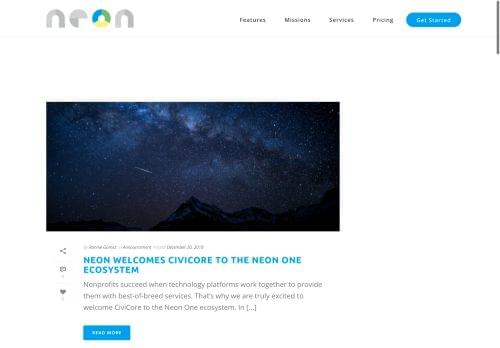 neon
Features Missions Services Pricing Get Started
by Ronnie Gomez in Announcement Posted December 20, 2018
NEON WELCOMES CIVICORE TO THE NEON ONE
ECOSYSTEM
Nonprofits succeed when technology platforms work together to provide
them with best-of-breed services. That's why we are truly excited to
welcome CiviCore to the Neon One ecosystem. In [...]
READ MORE